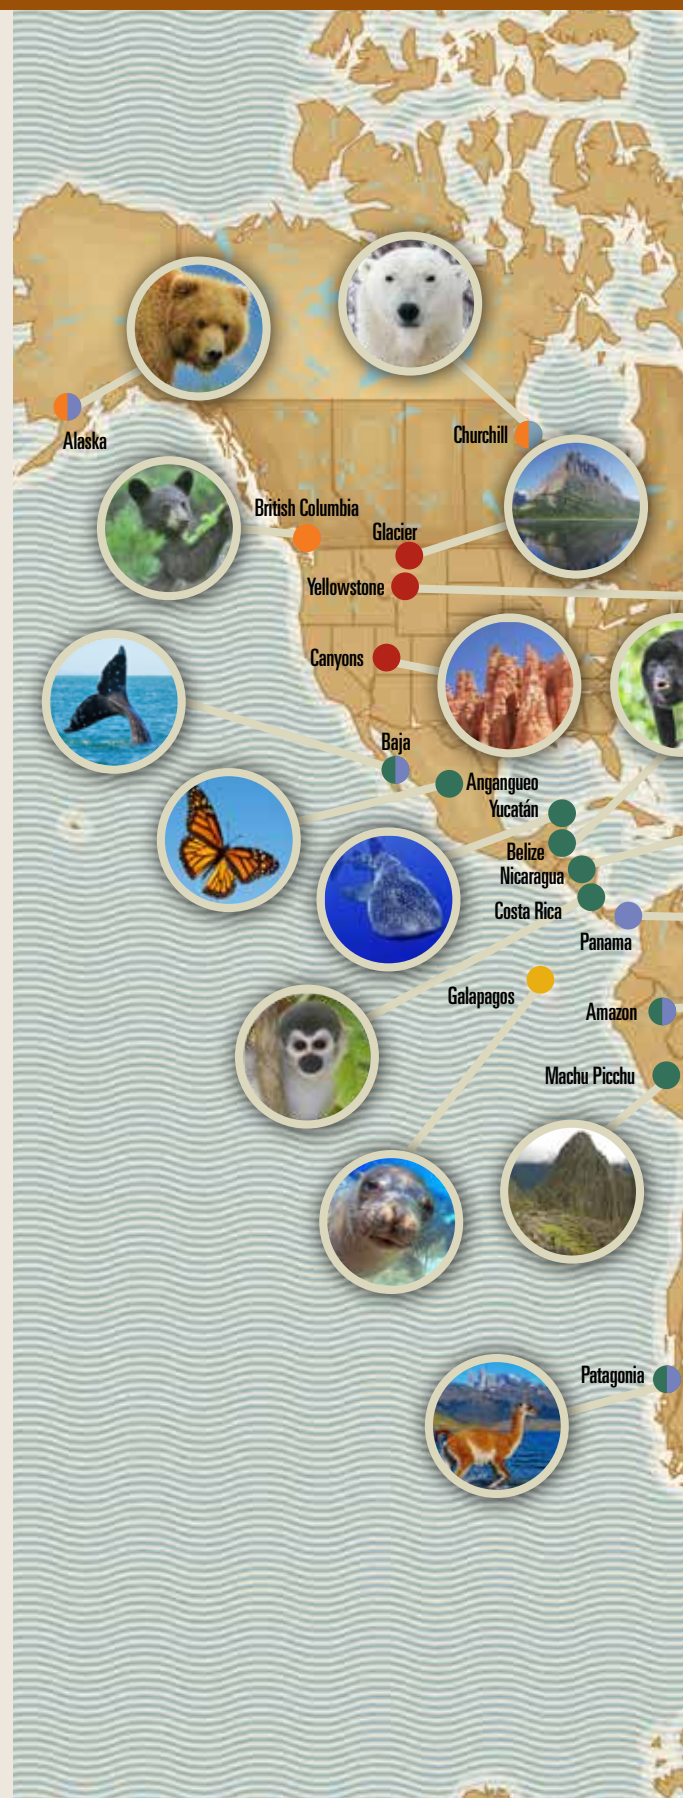 Alaska
Churchill
British Columbia
Glacier
Yellowstone
Canyons
Baja
Angangueo
Yucatán
Belize
Nicaragua
Costa Rica
Panama
Galapagos
Amazon
Machu Picchu
Patagonia